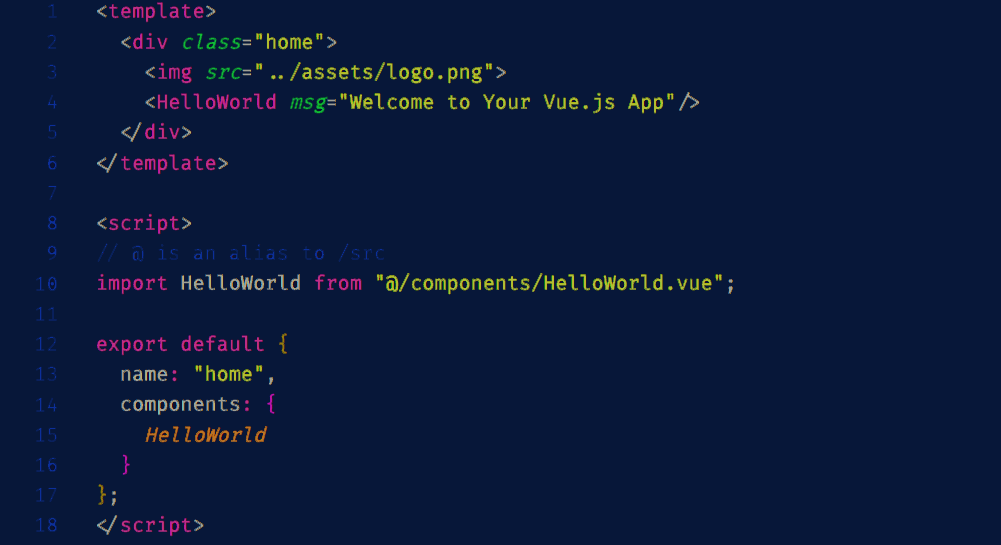 1 <template>
2   <div class="home">
3     <img src="../assets/logo.png">
4     <HelloWorld msg="Welcome to Your Vue.js App"/>
5   </div>
6 </template>
7
8 <script>
9 // @ is an alias to /src
10 import HelloWorld from "@/components/HelloWorld.vue";
11
12 export default {
13   name: "home",
14   components: {
15     HelloWorld
16   }
17 };
18 </script>